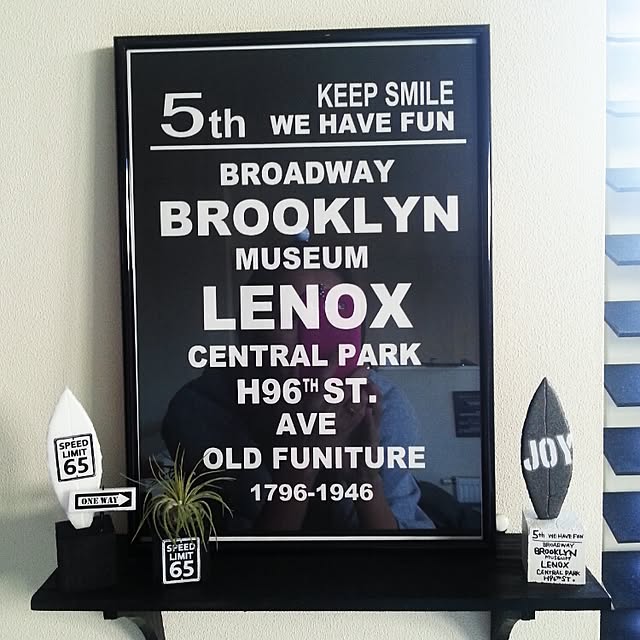 5th KEEP SMILE
WE HAVE FUN
BROADWAY
BROOKLYN
MUSEUM
LENOX
CENTRAL PARK
H96TH ST.
AVE
OLD FUNITURE
1796-1946
SPEED
LIMIT
65
ONE WAY
SPEED
LIMIT
65
JOY
5th WE HAVE FUN
BROADWAY
BROOKLYN
MUSEUM
LENOX
CENTRAL PARK
H96TH ST.